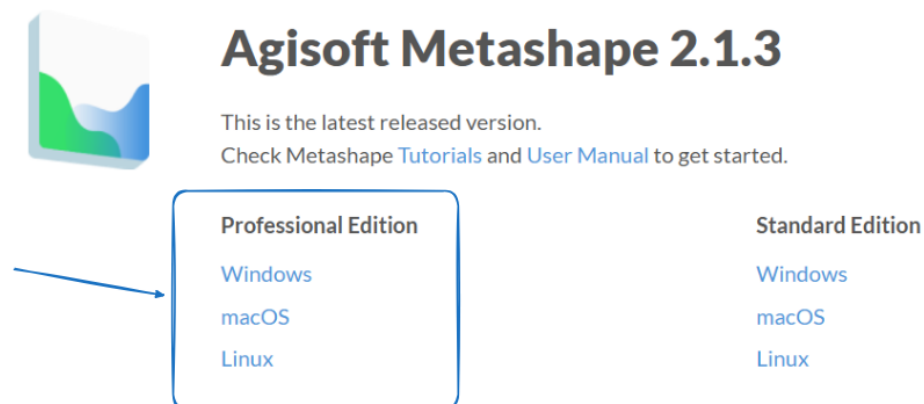 Agisoft Metashape 2.1.3
This is the latest released version.
Check Metashape Tutorials and User Manual to get started.
Professional Edition
Windows
macOS
Linux
Standard Edition
Windows
macOS
Linux